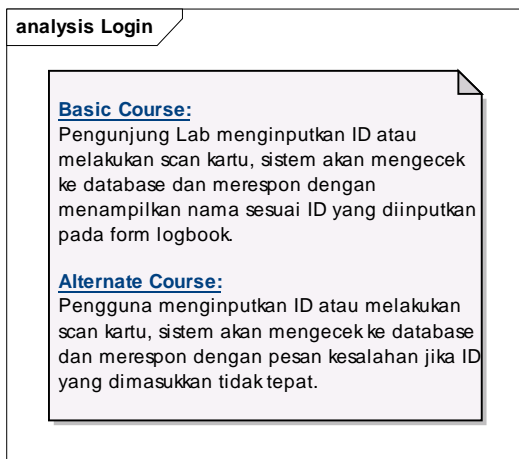 analysis Login
Basic Course:
Pengunjung Lab menginputkan ID atau
melakukan scan kartu, sistem akan mengecek
ke database dan merespon dengan
menampilkan nama sesuai ID yang diinputkan
pada form logbook.
Alternate Course:
Pengguna menginputkan ID atau melakukan
scan kartu, sistem akan mengecek ke database
dan merespon dengan pesan kesalahan jika ID
yang dimasukkan tidak tepat.